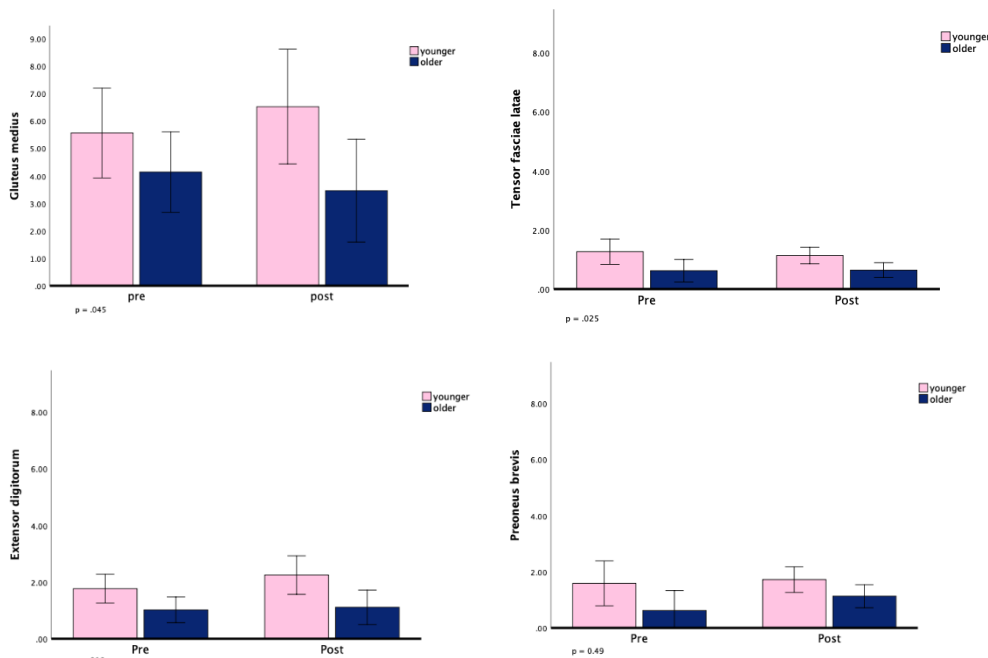 9.00
8.00
7.00
6.00
5.00
4.00
3.00
2.00
1.00
.00
Gluteus medius
younger
older
pre
post
p = .045
8.00
6.00
4.00
2.00
.00
Tensor fasciae latae
younger
older
Pre
Post
p = .025
8.00
6.00
4.00
2.00
.00
Extensor digitorum
younger
older
Pre
Post
8.00
6.00
4.00
2.00
.00
Preoneus brevis
younger
older
Pre
Post
p = 0.49